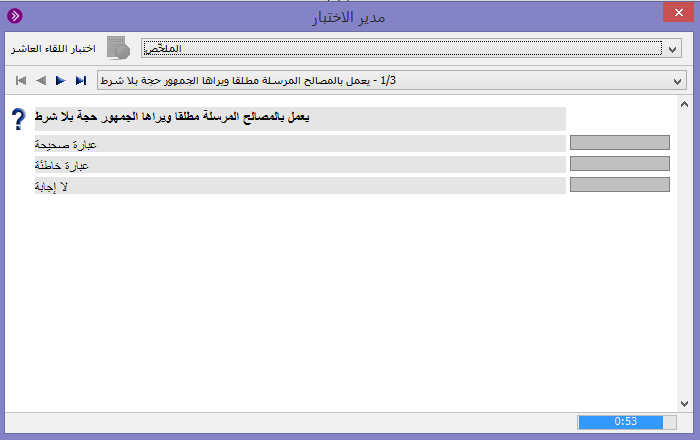 مدير الاختبار
اختبار اللقاء العاشر
الملخّص
1/3 - يعمل بالمصالح المرسلة مطلقا ويراها الجمهور حجة بلا شرط
يعمل بالمصالح المرسلة مطلقا ويراها الجمهور حجة بلا شرط
عبارة صحيحة
عبارة خاطئة
لا إجابة
0:53